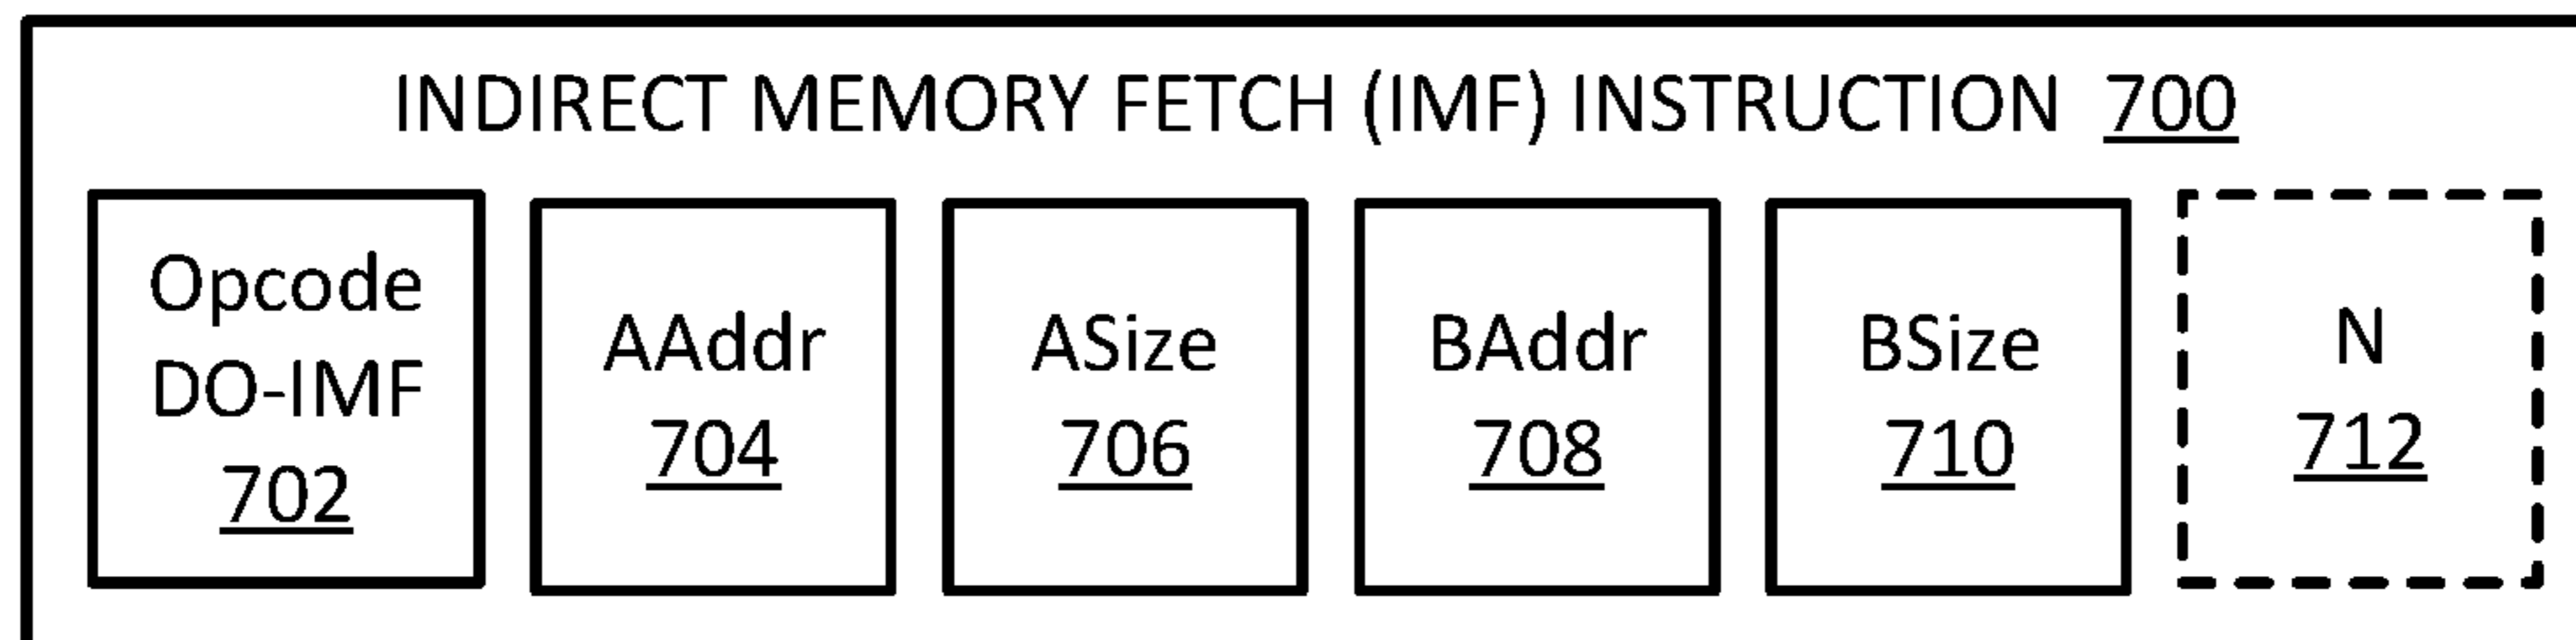 INDIRECT MEMORY FETCH (IMF) INSTRUCTION 700
Opcode
DO-IMF
702
AAddr
704
ASize
706
BAddr
708
BSize
710
N
712